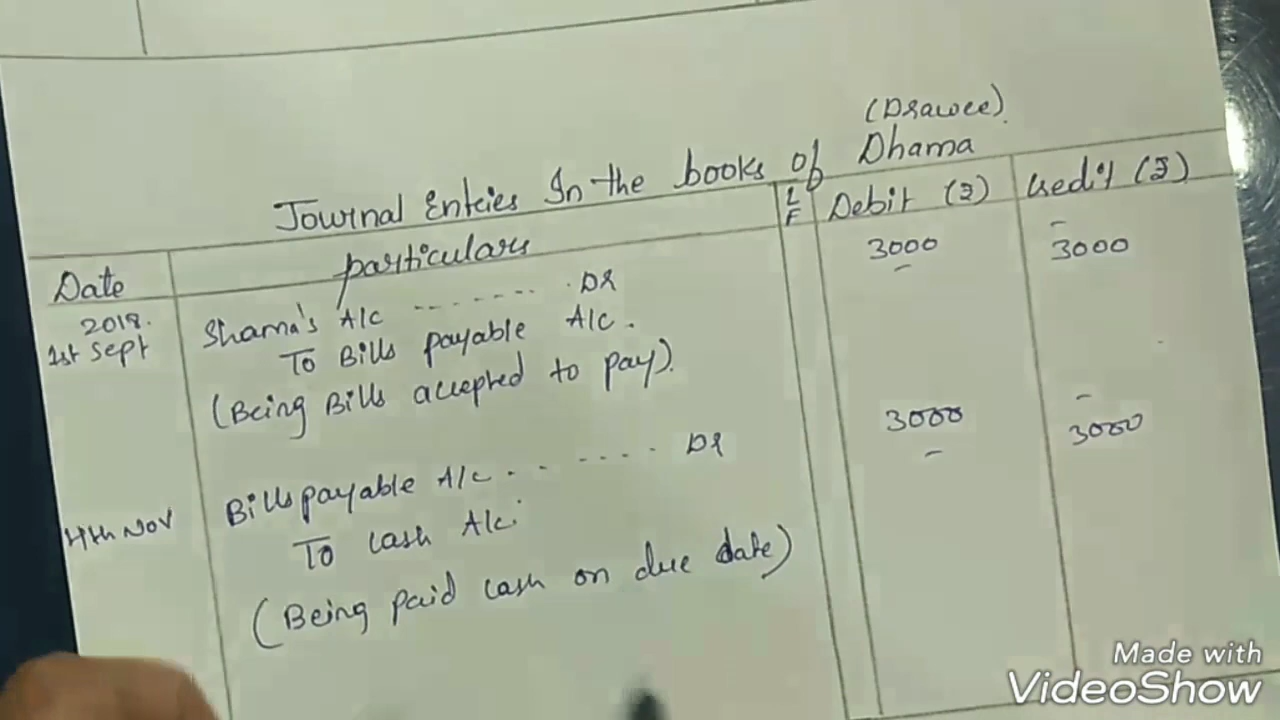 (Drawee)
Journal Entries In the books of Dhama
Date particulars L F Debit (₹) Credit (₹)
2018.
1st Sept Shama's A/c -------- . DR 3000 -
To Bills payable A/c. - 3000
(Being Bills accepted to pay).
4th Nov Bills payable A/c - - ------ DR 3000 -
To cash A/c. - 3000
(Being paid cash on due date)
Made with
VideoShow